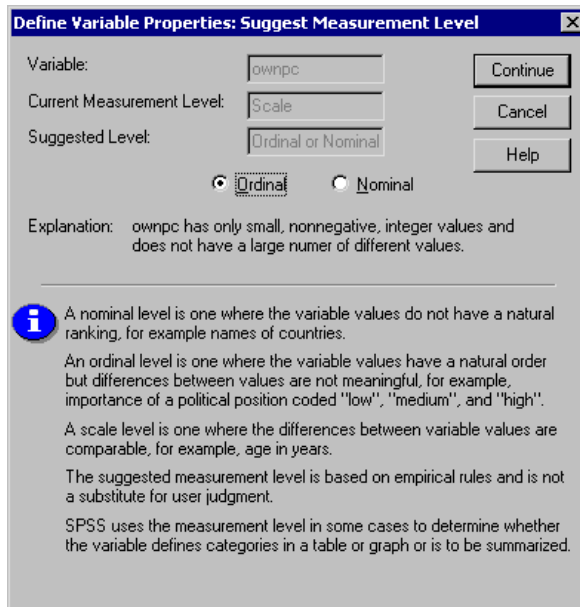 Define Variable Properties: Suggest Measurement Level
Variable:
ownpc
Continue
Current Measurement Level:
Scale
Cancel
Suggested Level:
Ordinal or Nominal
Help
Ordinal
Nominal
Explanation:
ownpc has only small, nonnegative, integer values and
does not have a large numer of different values.
A nominal level is one where the variable values do not have a natural
ranking, for example names of countries.
An ordinal level is one where the variable values have a natural order
but differences between values are not meaningful, for example,
importance of a political position coded "low", "medium", and "high".
A scale level is one where the differences between variable values are
comparable, for example, age in years.
The suggested measurement level is based on empirical rules and is not
a substitute for user judgment.
SPSS uses the measurement level in some cases to determine whether
the variable defines categories in a table or graph or is to be summarized.